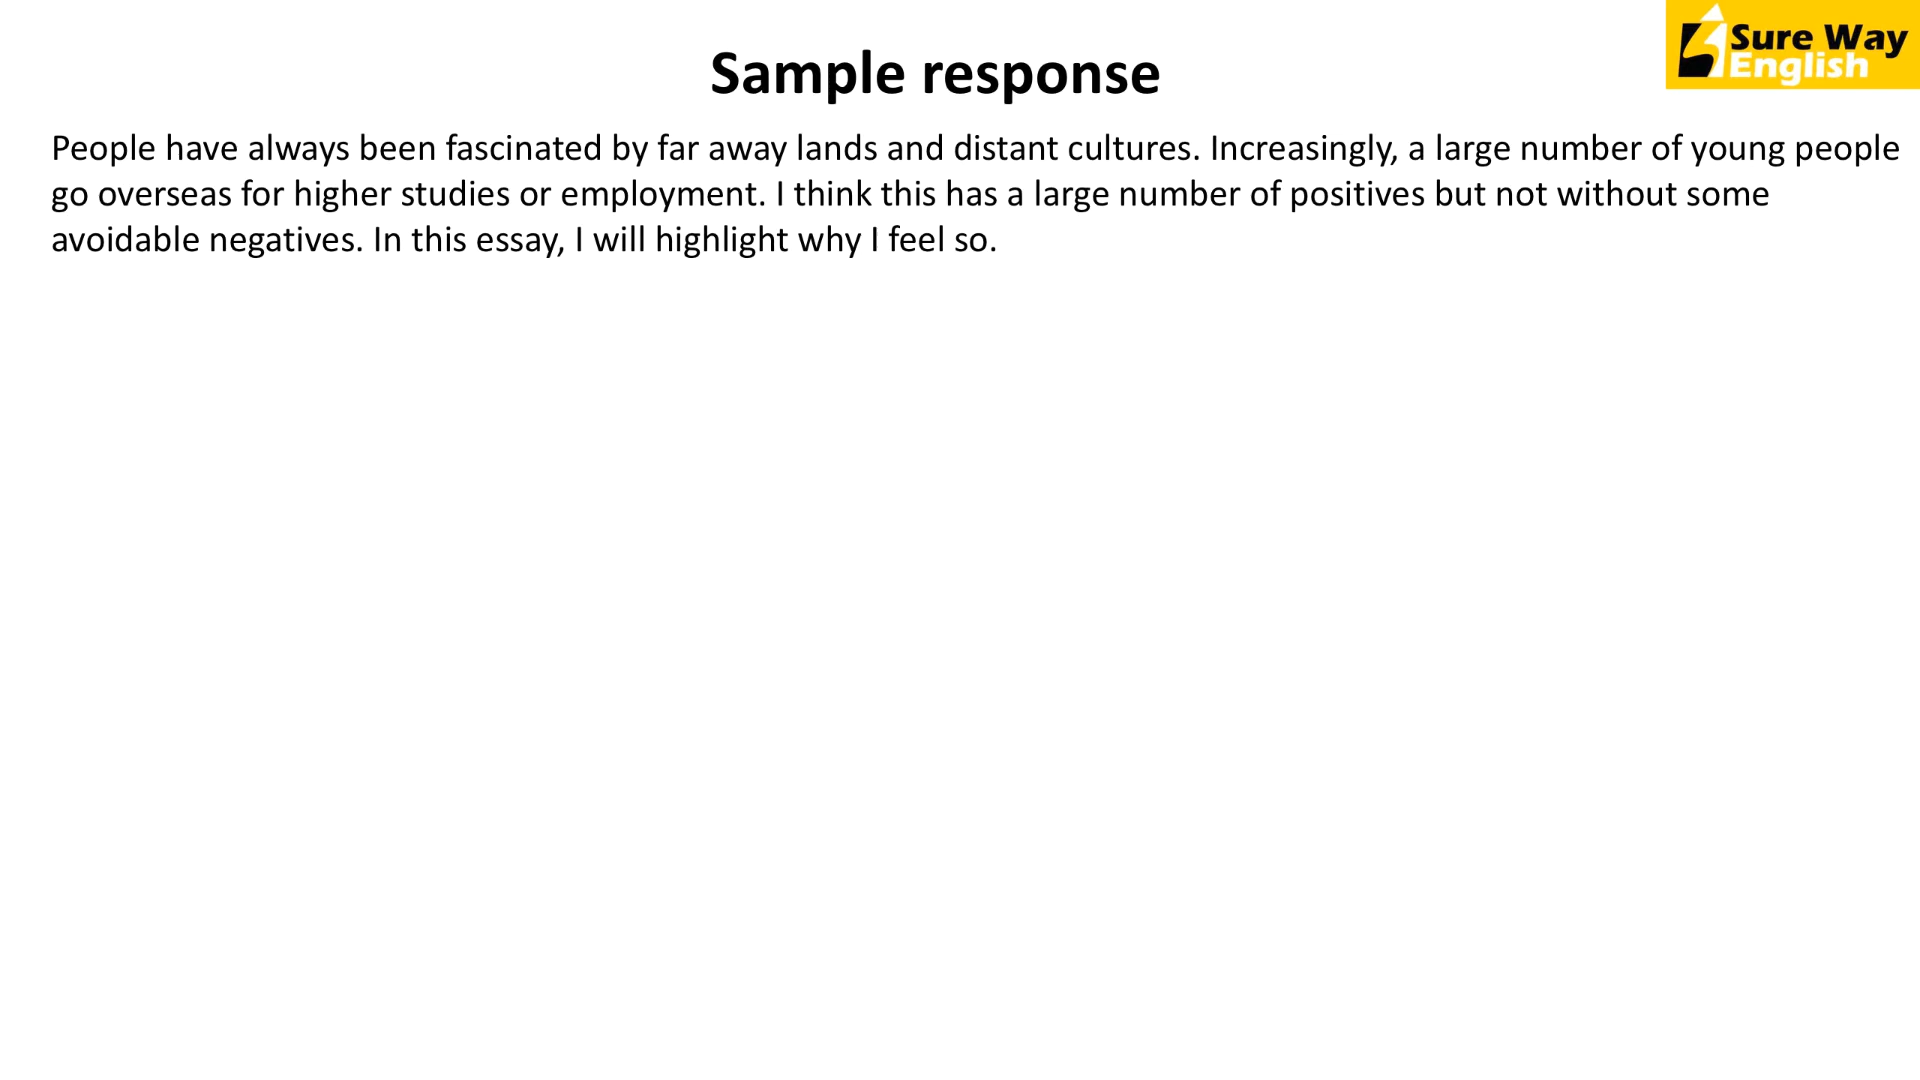 Sure Way
English
Sample response
People have always been fascinated by far away lands and distant cultures. Increasingly, a large number of young people
go overseas for higher studies or employment. I think this has a large number of positives but not without some
avoidable negatives. In this essay, I will highlight why I feel so.